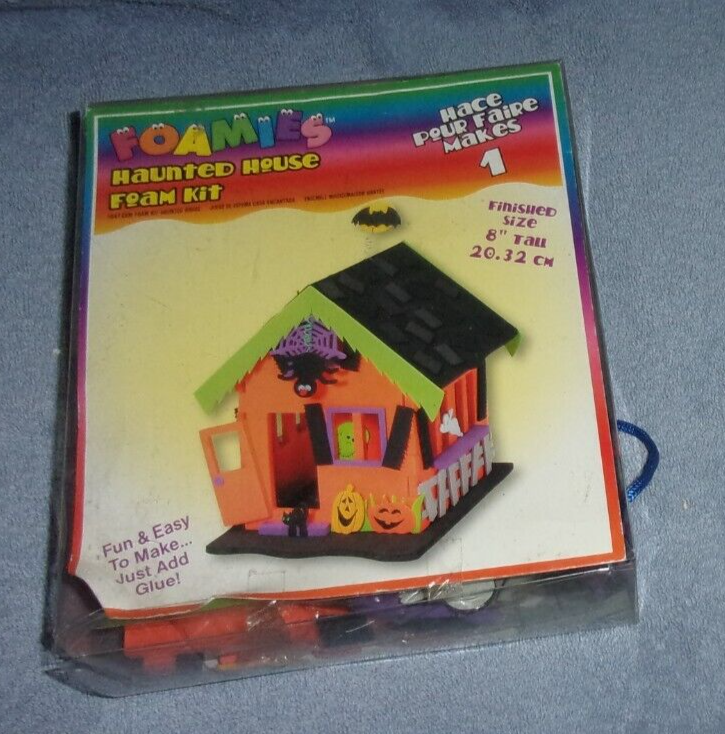 FOAMIES™
Haunted House
Foam Kit
Hace
Pour Faire
Makes
1
Finished
Size
8" Tall
20.32 cm
Fun & Easy
To Make...
Just Add
Glue!